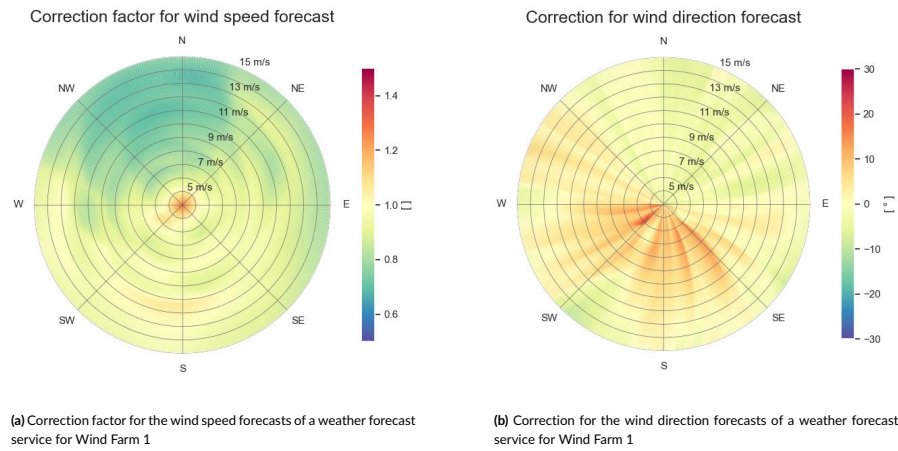 Correction factor for wind speed forecast
N
15 m/s
NW
13 m/s
NE
11 m/s
9 m/s
7 m/s
5 m/s
W
E
SW
SE
S
1.4
1.2
1.0
0.8
0.6
[]
Correction for wind direction forecast
N
15 m/s
NW
13 m/s
NE
11 m/s
9 m/s
7 m/s
5 m/s
W
E
SW
SE
S
30
20
10
0
−10
−20
−30
[°]
(a) Correction factor for the wind speed forecasts of a weather forecast
service for Wind Farm 1
(b) Correction for the wind direction forecasts of a weather forecast
service for Wind Farm 1